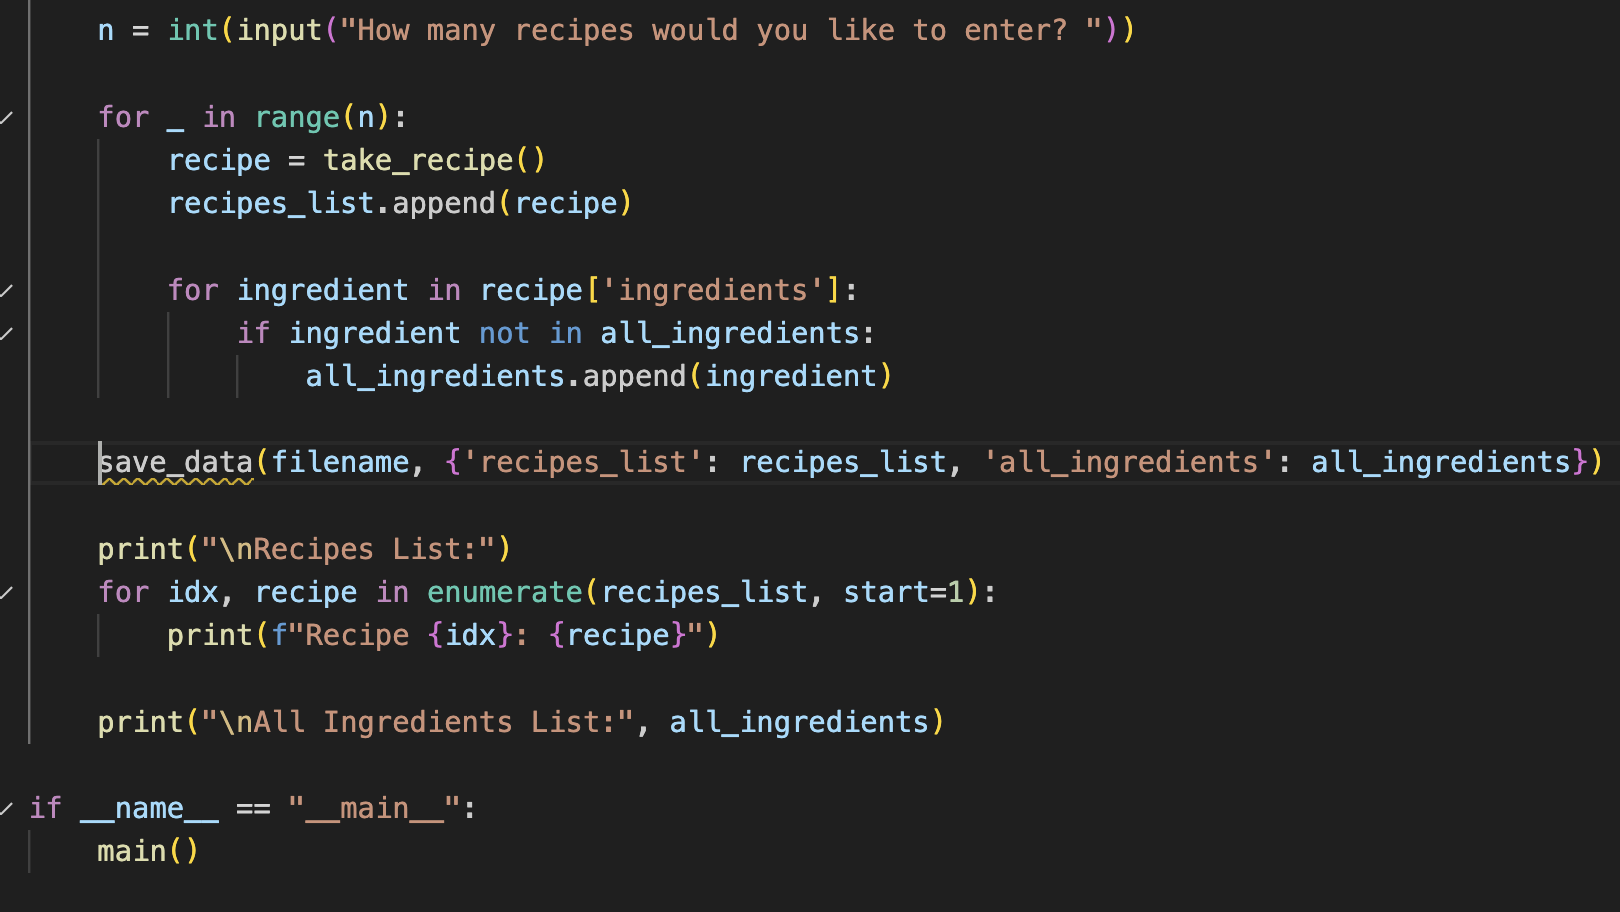 n = int(input("How many recipes would you like to enter? "))
for _ in range(n):
recipe = take_recipe()
recipes_list.append(recipe)
for ingredient in recipe['ingredients']:
if ingredient not in all_ingredients:
all_ingredients.append(ingredient)
save_data(filename, {'recipes_list': recipes_list, 'all_ingredients': all_ingredients})
print("\nRecipes List:")
for idx, recipe in enumerate(recipes_list, start=1):
print(f"Recipe {idx}: {recipe}")
print("\nAll Ingredients List:", all_ingredients)
if __name__ == "__main__":
main()